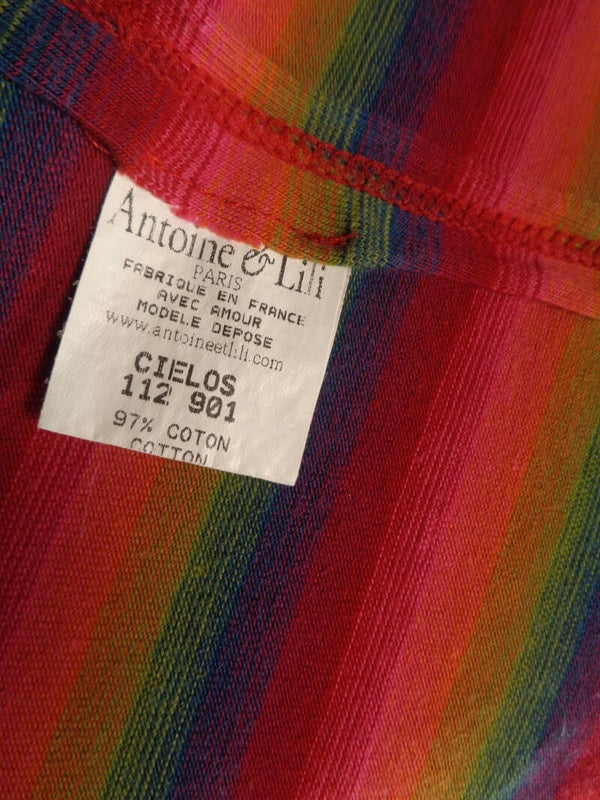 Antoine & Lili
PARIS
FABRIQUE EN FRANCE
AVEC AMOUR
MODELE DEPOSE
www.antoineetlili.com
CIELOS
112 901
97% COTON
COTTON